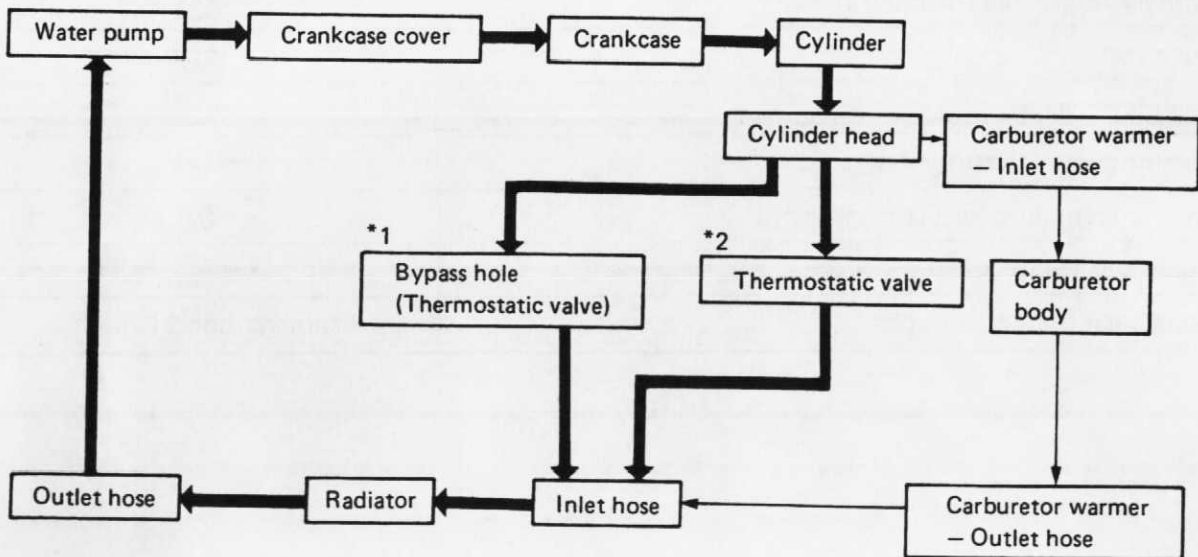 Water pump
Crankcase cover
Crankcase
Cylinder
Cylinder head
Carburetor warmer
– Inlet hose
*1
Bypass hole
(Thermostatic valve)
*2
Thermostatic valve
Carburetor
body
Outlet hose
Radiator
Inlet hose
Carburetor warmer
– Outlet hose